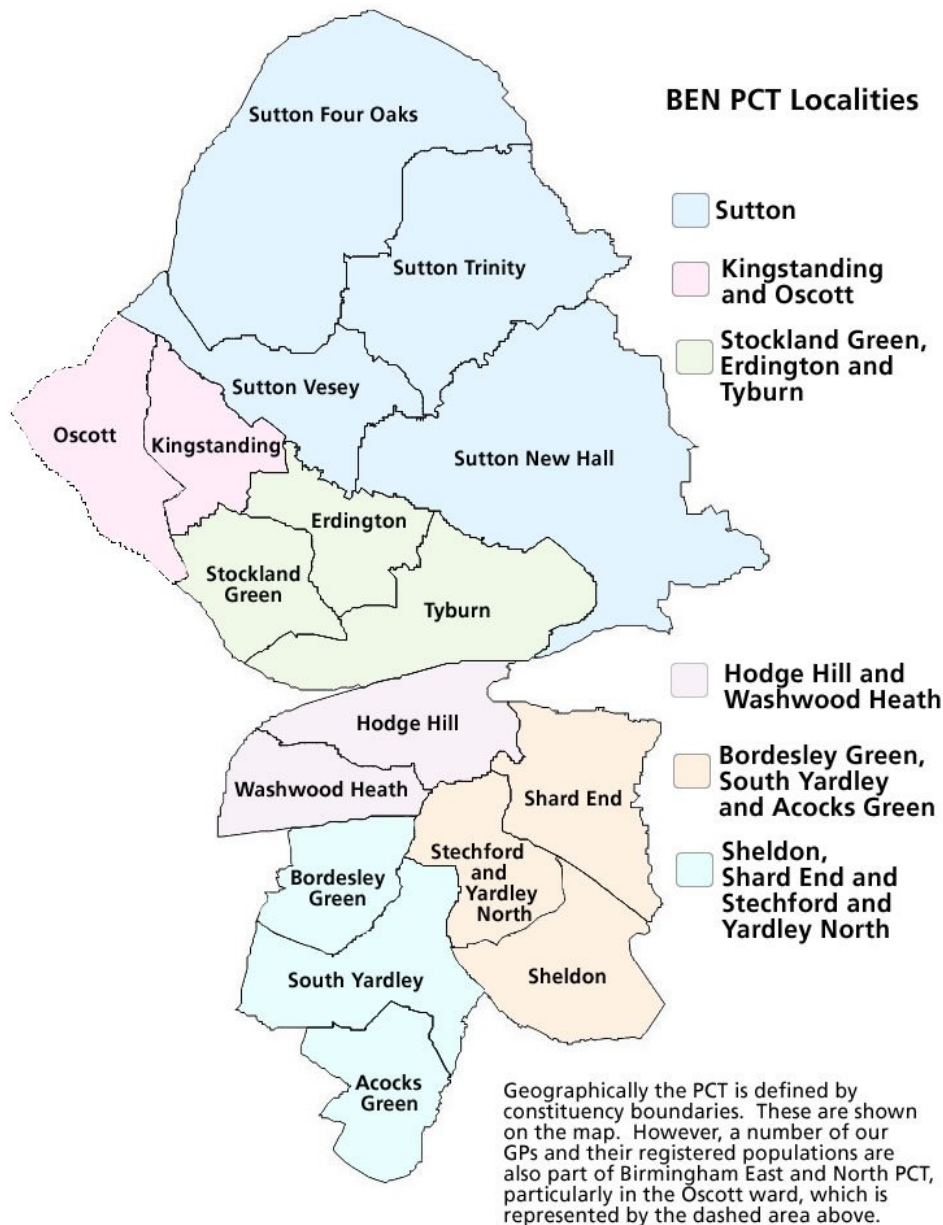 BEN PCT Localities
Sutton Four Oaks
Sutton
Sutton Trinity
Kingstanding
and Oscott
Stockland Green,
Erdington and
Tyburn
Sutton Vesey
Oscott
Kingstanding
Sutton New Hall
Erdington
Stockland
Green
Tyburn
Hodge Hill and
Washwood Heath
Hodge Hill
Bordesley Green,
South Yardley
and Acocks Green
Washwood Heath
Shard End
Stechford
and
Yardley
North
Bordesley
Green
Sheldon,
Shard End and
Stechford and
Yardley North
South Yardley
Sheldon
Acocks
Green
Geographically the PCT is defined by
constituency boundaries. These are shown
on the map. However, a number of our
GPs and their registered populations are
also part of Birmingham East and North PCT,
particularly in the Oscott ward, which is
represented by the dashed area above.